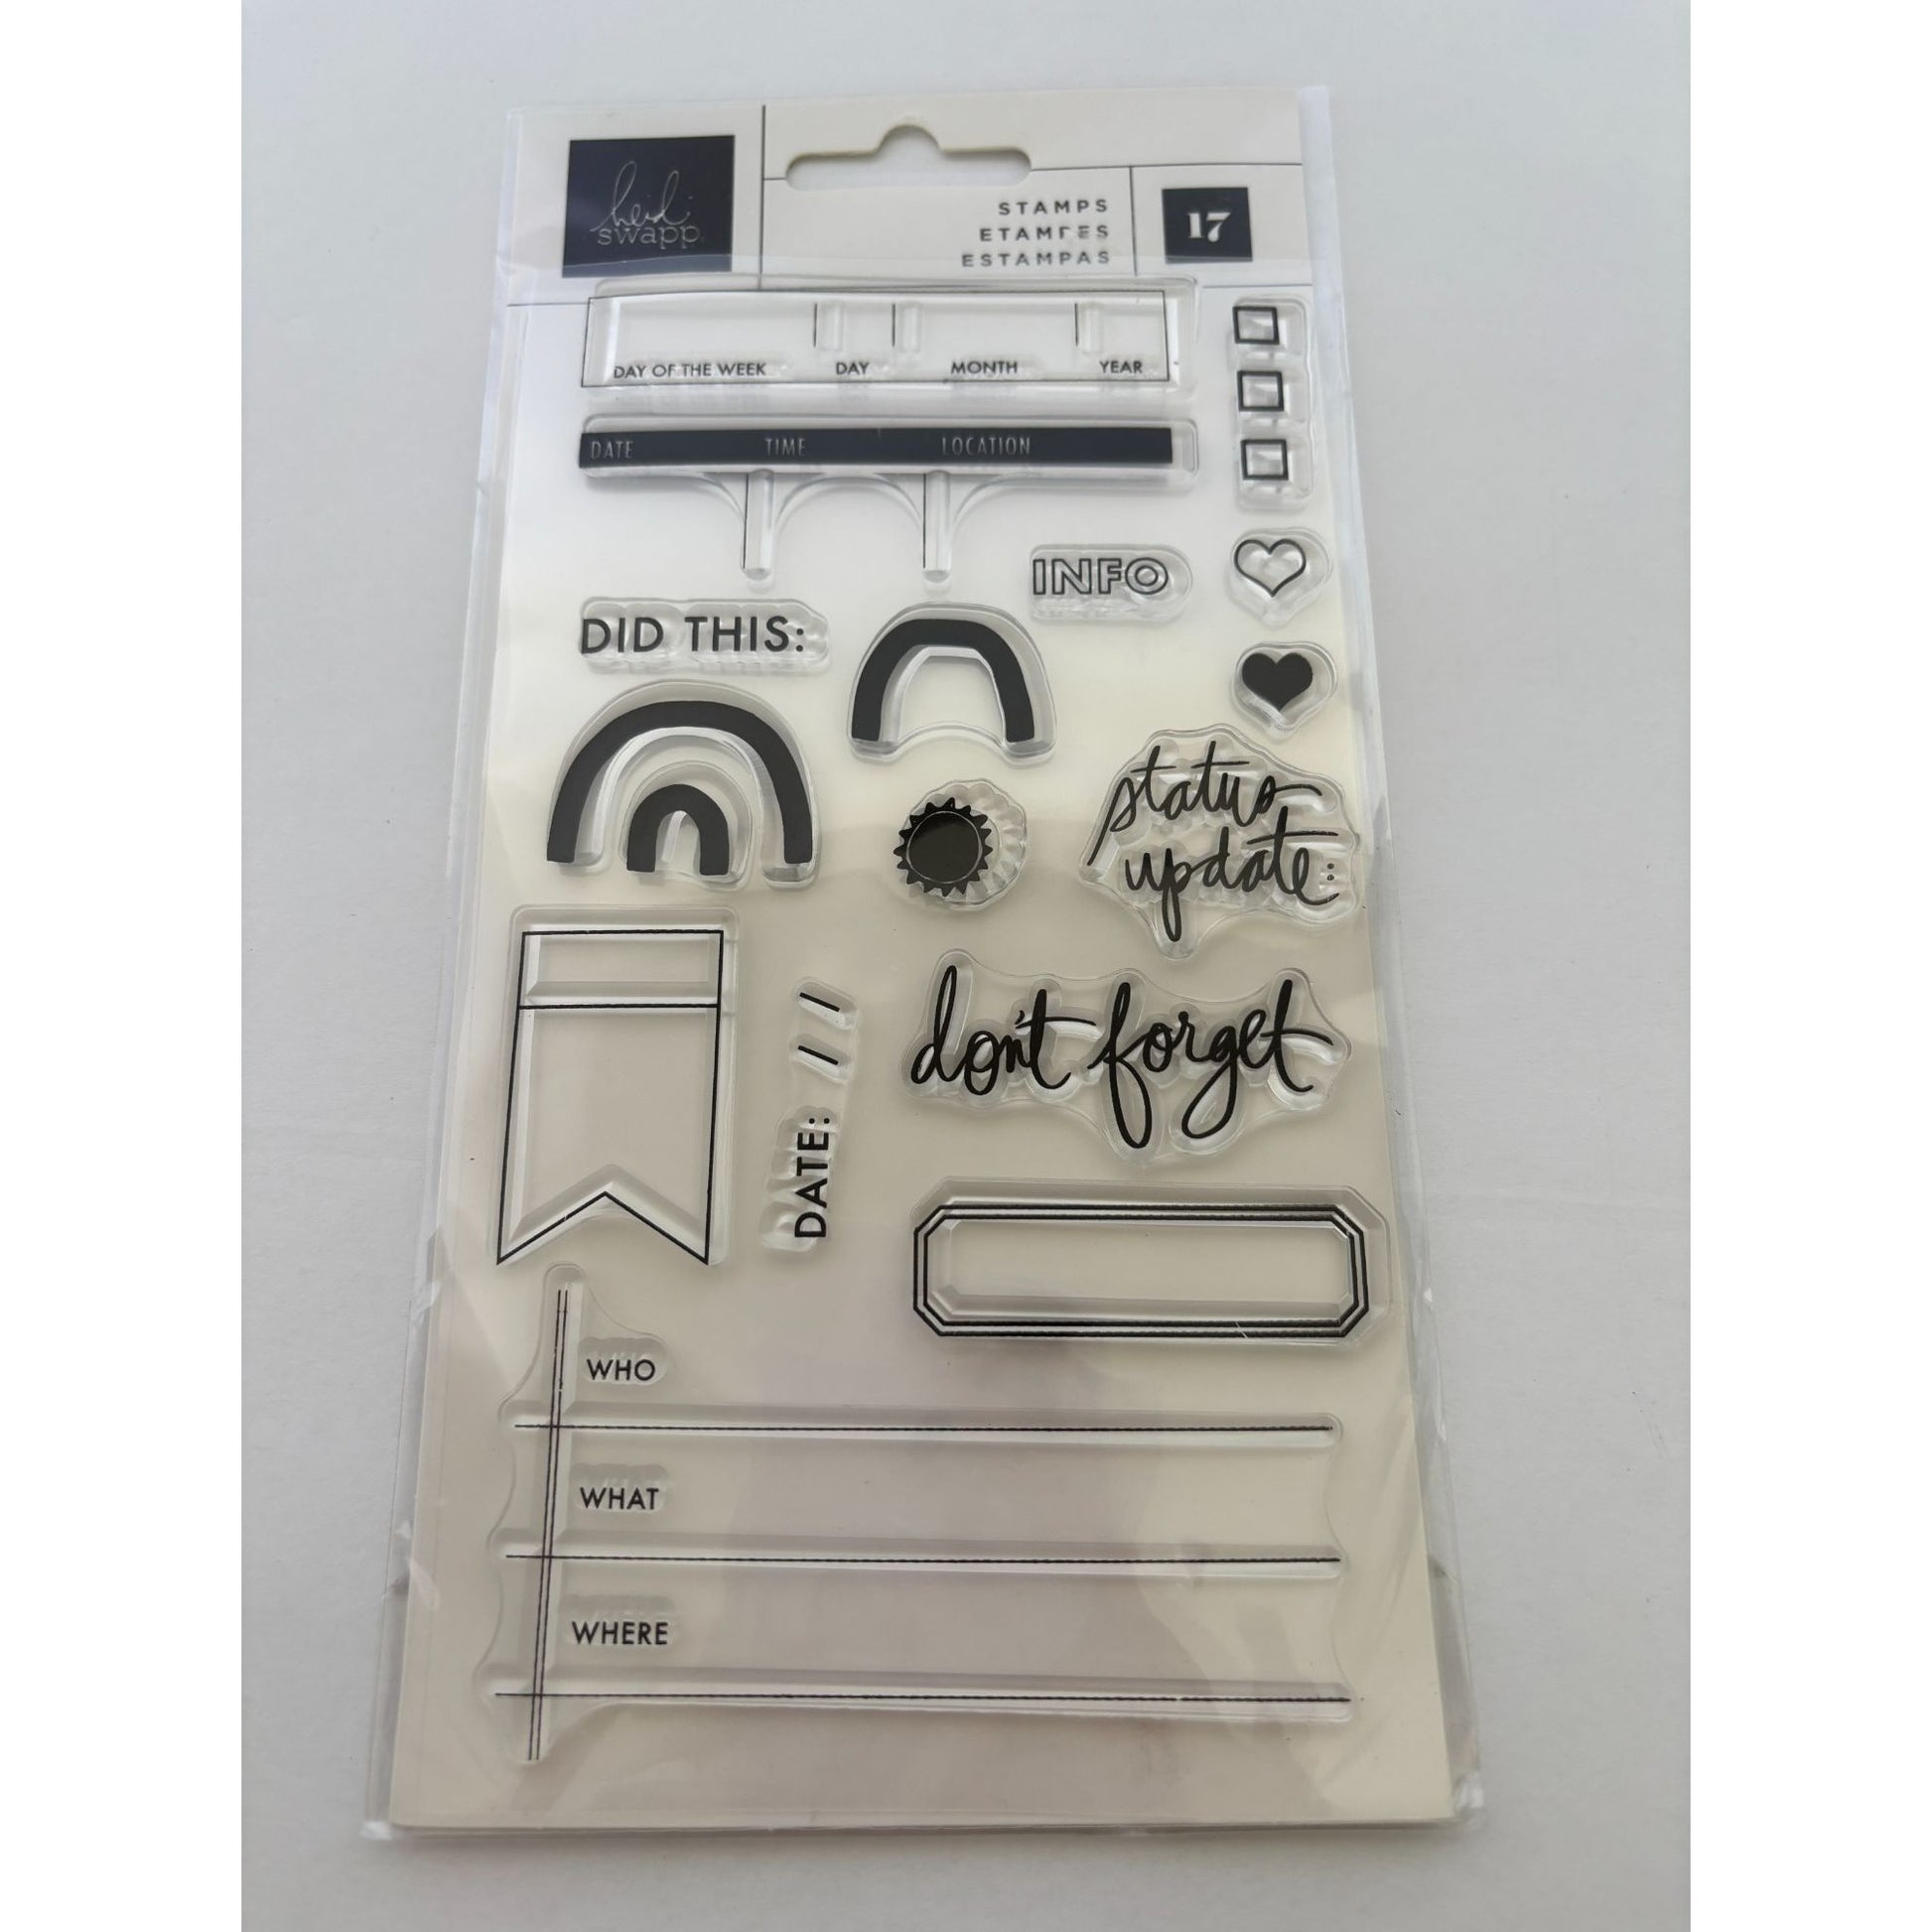 heidi
swapp
STAMPS
ETAMPES
ESTAMPAS
17
DAY OF THE WEEK DAY MONTH YEAR
DATE TIME LOCATION
INFO
DID THIS:
status
update:
don't forget
DATE: / /
WHO
WHAT
WHERE